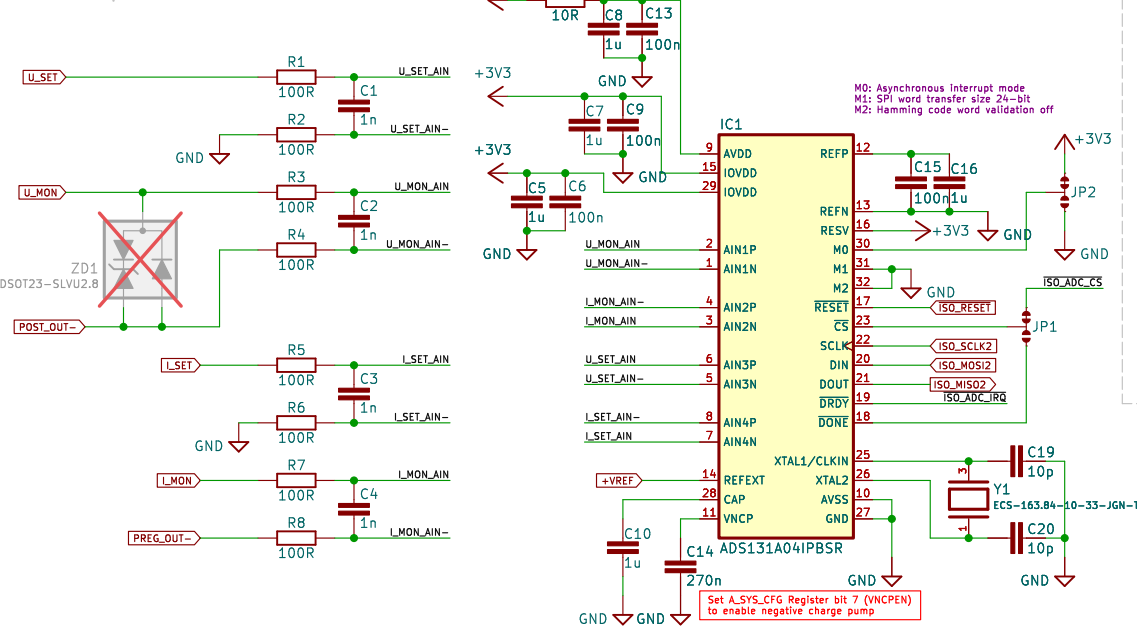 10R
C8
1u
C13
100n
GND
U_SET
R1
100R
U_SET_AIN
C1
1n
R2
100R
U_SET_AIN-
GND
U_MON
R3
100R
U_MON_AIN
C2
1n
R4
100R
U_MON_AIN-
ZD1
DSOT23-SLVU2.8
POST_OUT-
I_SET
R5
100R
I_SET_AIN
C3
1n
R6
100R
I_SET_AIN-
GND
I_MON
R7
100R
I_MON_AIN
C4
1n
PREG_OUT-
R8
100R
I_MON_AIN-
+3V3
C7
1u
C9
100n
GND
+3V3
C5
1u
C6
100n
GND
M0: Asynchronous interrupt mode
M1: SPI word transfer size 24-bit
M2: Hamming code word validation off
IC1
9 AVDD
15 IOVDD
29 IOVDD
U_MON_AIN 2 AIN1P
U_MON_AIN- 1 AIN1N
I_MON_AIN- 4 AIN2P
I_MON_AIN 3 AIN2N
U_SET_AIN 6 AIN3P
U_SET_AIN- 5 AIN3N
I_SET_AIN- 8 AIN4P
I_SET_AIN 7 AIN4N
+VREF 14 REFEXT
28 CAP
11 VNCP
REFP 12
REFN 13
RESV 16
M0 30
M1 31
M2 32
RESET 17 ISO_RESET
CS 23
SCLK 22 ISO_SCLK2
DIN 20 ISO_MOSI2
DOUT 21 ISO_MISO2
DRDY 19 ISO_ADC_IRQ
DONE 18
XTAL1/CLKIN 25
XTAL2 26
AVSS 10
GND 27
ADS131A04IPBSR
C15
100n
C16
1u
GND
+3V3
GND
+3V3
JP2
GND
ISO_ADC_CS
JP1
C19
10p
3
Y1
ECS-163.84-10-33-JGN-T
1
C20
10p
GND
GND
C10
1u
GND
C14
270n
GND
Set A_SYS_CFG Register bit 7 (VNCPEN)
to enable negative charge pump